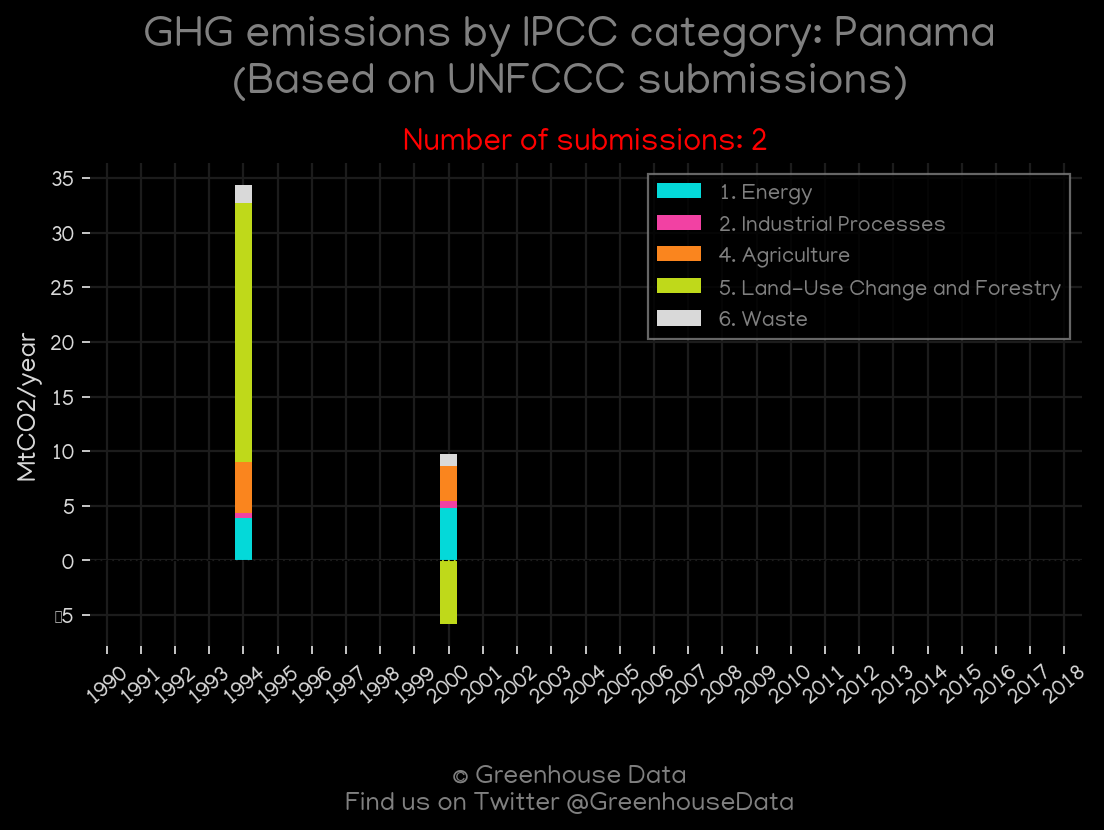 GHG emissions by IPCC category: Panama
(Based on UNFCCC submissions)
Number of submissions: 2
MtCO2/year
35
30
25
20
15
10
5
0
▯5
1. Energy
2. Industrial Processes
4. Agriculture
5. Land-Use Change and Forestry
6. Waste
1990 1991 1992 1993 1994 1995 1996 1997 1998 1999 2000 2001 2002 2003 2004 2005 2006 2007 2008 2009 2010 2011 2012 2013 2014 2015 2016 2017 2018
© Greenhouse Data
Find us on Twitter @GreenhouseData